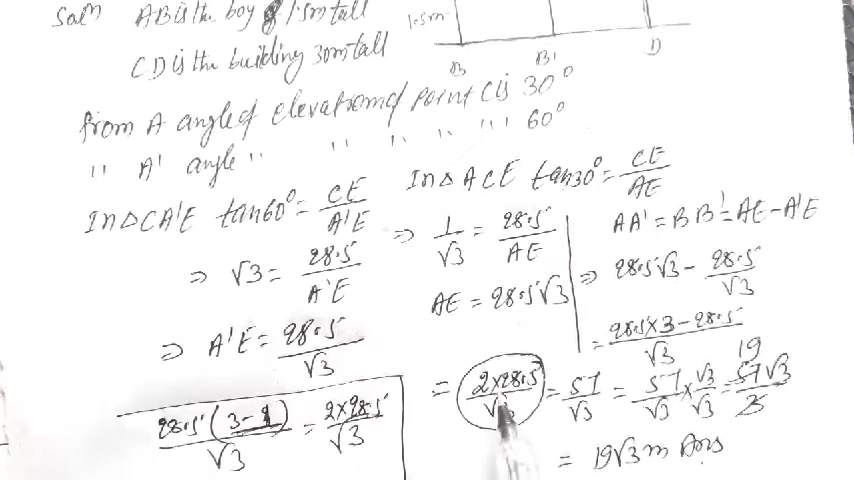 Soln AB is the boy 1.5m tall
CD is the building 30m tall
1.5m
B B' D
from A angle of elevation of point C is 30°
" A' angle " " " " " 60°
In △CA'E tan60° = CE/A'E
⇒ √3 = 28.5/A'E
⇒ A'E = 28.5/√3
28.5(3-1)/√3 = 2×28.5/√3
In △ ACE tan30° = CE/AE
⇒ 1/√3 = 28.5/AE
AE = 28.5√3
AA' = BB' = AE - A'E
⇒ 28.5√3 - 28.5/√3
= 28.5×3-28.5/√3
= 2×28.5/√3 = 57/√3 = 57/√3 × √3/√3 = 19 57√3/3
= 19√3 m Ans